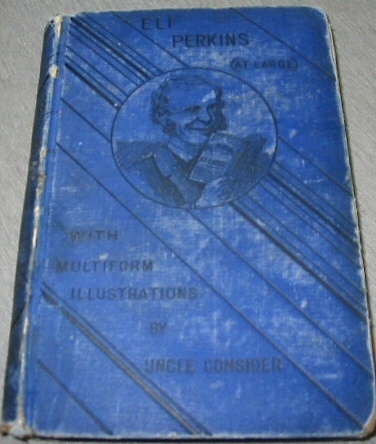 ELI
PERKINS
(AT LARGE)
WITH
MULTIFORM
ILLUSTRATIONS
BY
UNCLE CONSIDER